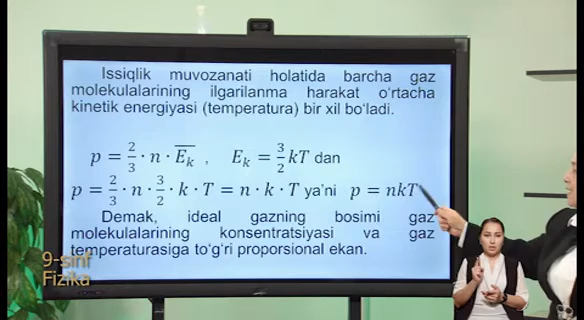 Issiqlik muvozanati holatida barcha gaz
molekulalarining ilgarilanma harakat o‘rtacha
kinetik energiyasi (temperatura) bir xil bo‘ladi.
p = 2/3 · n · E̅ₖ , Eₖ = 3/2 kT dan
p = 2/3 · n · 3/2 · k · T = n · k · T ya’ni p = nkT
Demak, ideal gazning bosimi gaz
molekulalarining konsentratsiyasi va gaz
temperaturasiga to‘g‘ri proporsional ekan.
9-sinf
Fizika